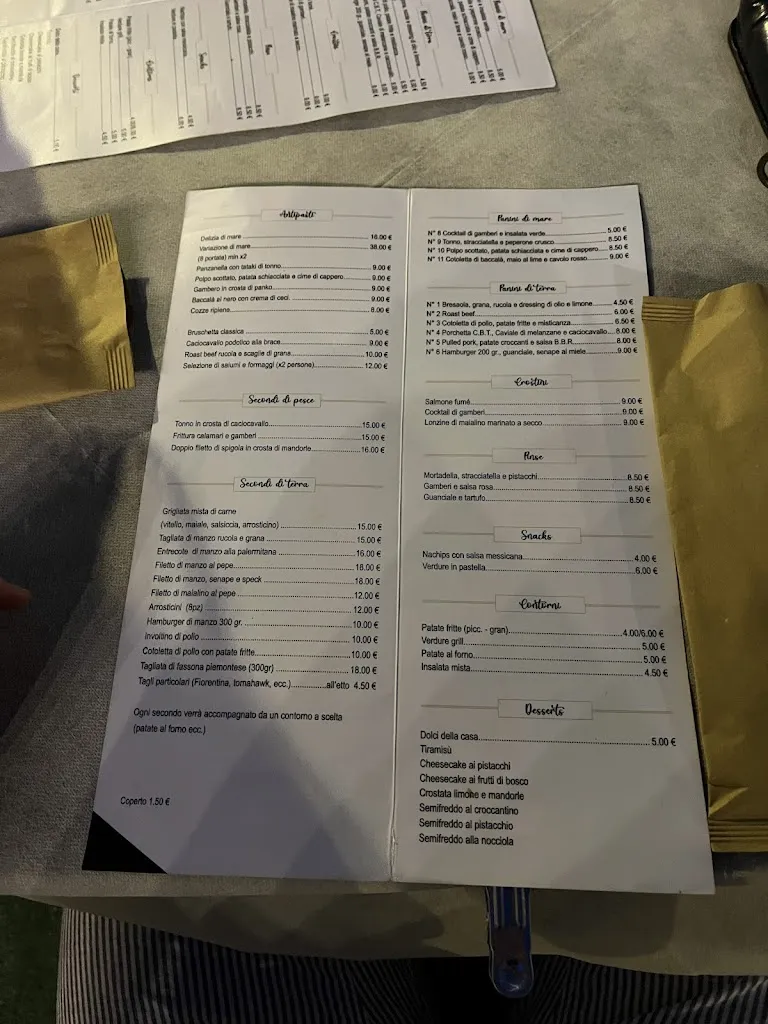 Antipasti
Delizia di mare 16.00 €
Variazione di mare 38.00 €
(8 portate) min x2
Panzanella con tataki di tonno 9.00 €
Polpo scottato, patata schiacciata e cime di cappero 9.00 €
Gambero in crosta di panko 9.00 €
Baccalà al nero con crema di ceci 9.00 €
Cozze ripiene 8.00 €
Bruschetta classica 5.00 €
Caciocavallo podolico alla brace 9.00 €
Roast beef rucola e scaglie di grana 10.00 €
Selezione di salumi e formaggi (x2 persone) 12.00 €
Secondi di pesce
Tonno in crosta di caciocavallo 15.00 €
Frittura calamari e gamberi 15.00 €
Doppio filetto di spigola in crosta di mandorle 16.00 €
Secondi di terra
Grigliata mista di carne
(vitello, maiale, salsiccia, arrosticino) 15.00 €
Tagliata di manzo rucola e grana 15.00 €
Entrecote di manzo alla palermitana 16.00 €
Filetto di manzo al pepe 18.00 €
Filetto di manzo, senape e speck 18.00 €
Filetto di maialino al pepe 12.00 €
Arrosticini (8pz) 12.00 €
Hamburger di manzo 300 gr. 10.00 €
Involtino di pollo 10.00 €
Cotoletta di pollo con patate fritte 10.00 €
Tagliata di fassona piemontese (300gr) 18.00 €
Tagli particolari (Fiorentina, tomahawk, ecc.) all'etto 4.50 €
Ogni secondo verrà accompagnato da un contorno a scelta
(patate al forno ecc.)
Coperto 1.50 €
Panini di mare
N° 8 Cocktail di gamberi e insalata verde 5.00 €
N° 9 Tonno, stracciatella e peperone crusco 8.50 €
N° 10 Polpo scottato, patata schiacciata e cime di cappero 8.50 €
N° 11 Cotoletta di baccalà, maio al lime e cavolo rosso 9.00 €
Panini di terra
N° 1 Bresaola, grana, rucola e dressing di olio e limone 4.50 €
N° 2 Roast beef 6.00 €
N° 3 Cotoletta di pollo, patate fritte e misticanza 6.50 €
N° 4 Porchetta C.B.T., Caviale di melanzane e caciocavallo 8.00 €
N° 5 Pulled pork, patate croccanti e salsa B.B.R. 8.00 €
N° 6 Hamburger 200 gr., guanciale, senape al miele 9.00 €
Crostini
Salmone fumé 9.00 €
Cocktail di gamberi 9.00 €
Lonzine di maialino marinato a secco 9.00 €
Pinse
Mortadella, stracciatella e pistacchi 8.50 €
Gamberi e salsa rosa 8.50 €
Guanciale e tartufo 8.50 €
Snacks
Nachips con salsa messicana 4.00 €
Verdure in pastella 6.00 €
Contorni
Patate fritte (picc. - gran) 4.00/6.00 €
Verdure grill 5.00 €
Patate al forno 5.00 €
Insalata mista 4.50 €
Desserts
Dolci della casa 5.00 €
Tiramisù
Cheesecake ai pistacchi
Cheesecake ai frutti di bosco
Crostata limone e mandorle
Semifreddo al croccantino
Semifreddo al pistacchio
Semifreddo alla nocciola